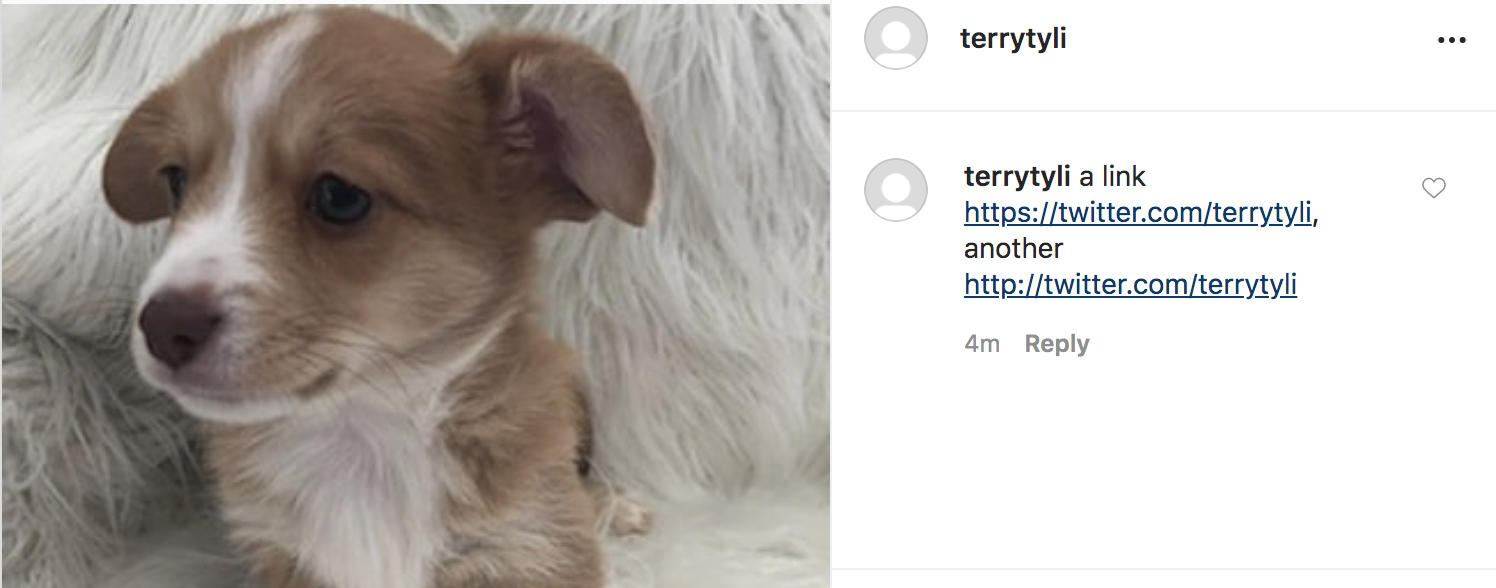 terrytyli
terrytyli a link
https://twitter.com/terrytyli,
another
http://twitter.com/terrytyli
4m Reply